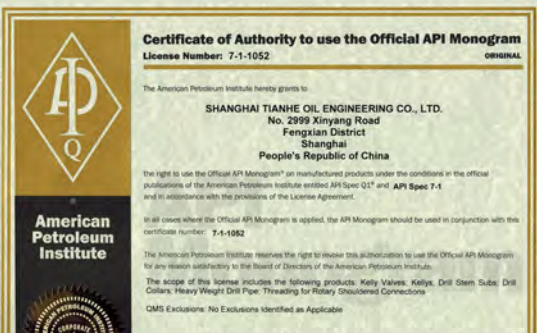 Certificate of Authority to use the Official API Monogram
License Number: 7-1-1052
ORIGINAL
The American Petroleum Institute hereby grants to
SHANGHAI TIANHE OIL ENGINEERING CO., LTD.
No. 2999 Xinyang Road
Fengxian District
Shanghai
People's Republic of China
the right to use the Official API Monogram® on manufactured products under the conditions in the official
publications of the American Petroleum Institute entitled API Spec Q1® and API Spec 7-1
and in accordance with the provisions of the License Agreement.
In all cases where the Official API Monogram is applied, the API Monogram should be used in conjunction with this
certificate number: 7-1-1052
The American Petroleum Institute reserves the right to revoke this authorization to use the Official API Monogram
for any reason satisfactory to the Board of Directors of the American Petroleum Institute.
The scope of this license includes the following products: Kelly Valves; Kellys; Drill Stem Subs; Drill
Collars; Heavy Weight Drill Pipe; Threading for Rotary Shouldered Connections
QMS Exclusions: No Exclusions Identified as Applicable
API
Q
American
Petroleum
Institute
AMERICAN PETROLEUM
CORPORATE